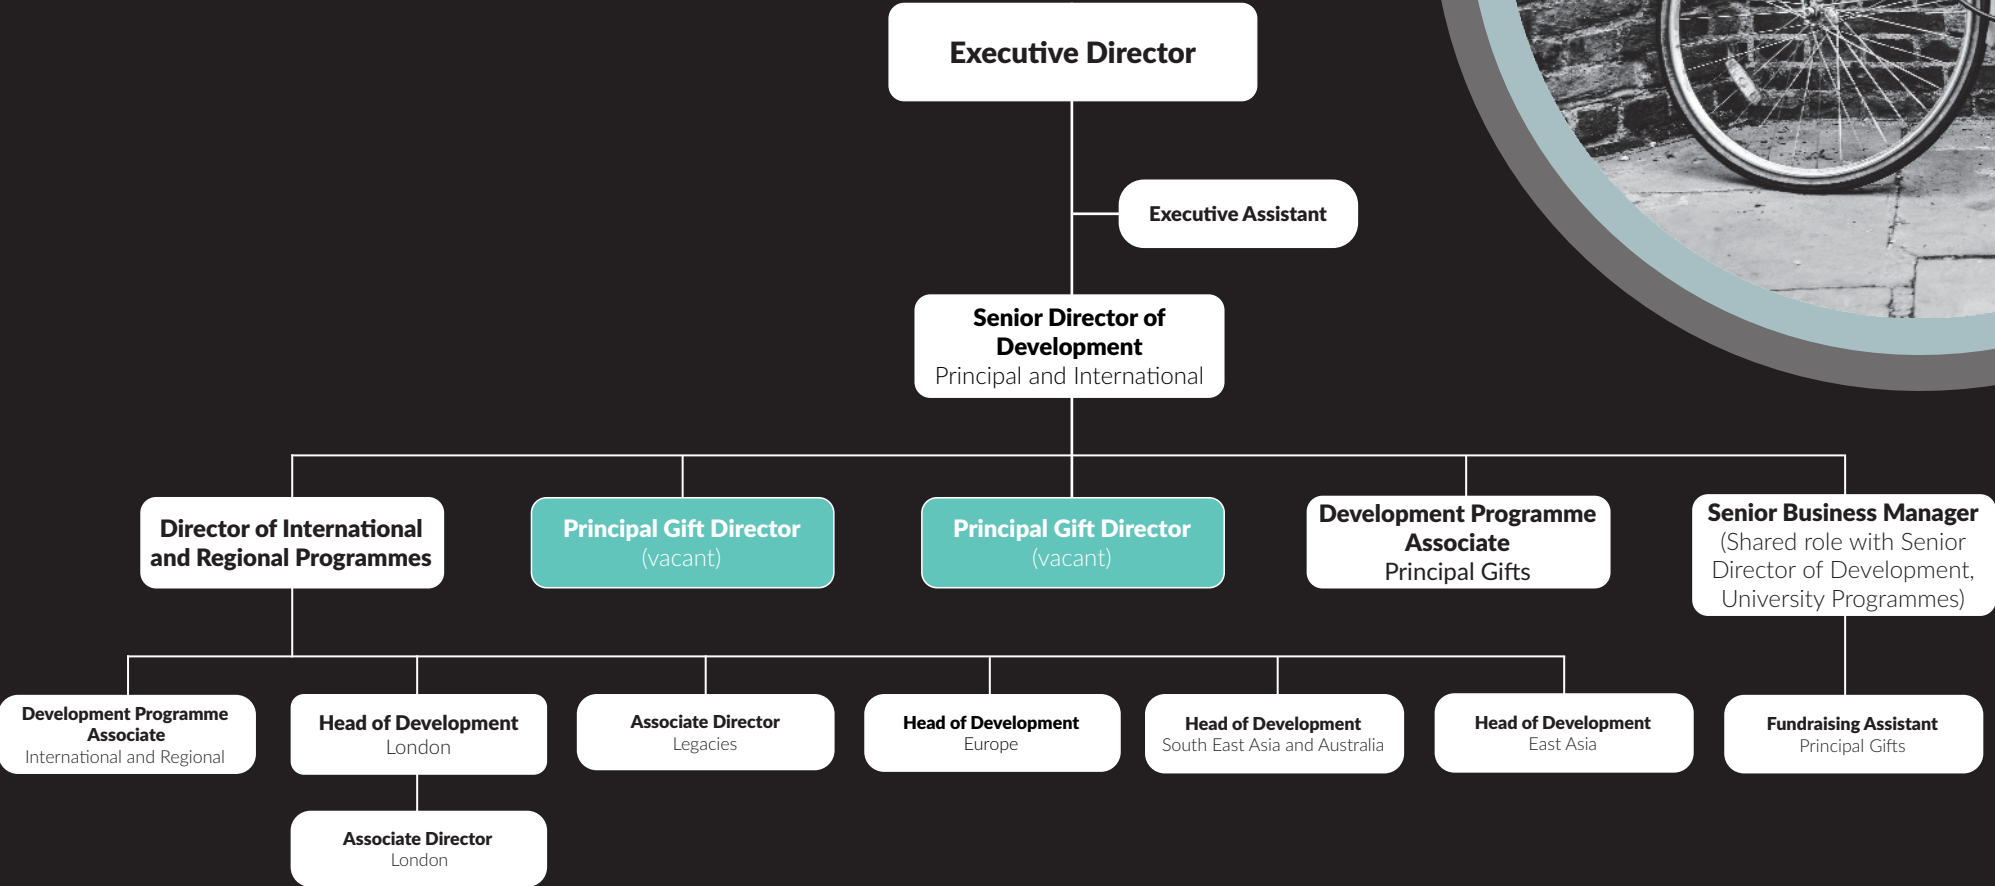 Executive Director
Executive Assistant
Senior Director of
Development
Principal and International
Director of International
and Regional Programmes
Principal Gift Director
(vacant)
Principal Gift Director
(vacant)
Development Programme
Associate
Principal Gifts
Senior Business Manager
(Shared role with Senior
Director of Development,
University Programmes)
Development Programme
Associate
International and Regional
Head of Development
London
Associate Director
Legacies
Head of Development
Europe
Head of Development
South East Asia and Australia
Head of Development
East Asia
Fundraising Assistant
Principal Gifts
Associate Director
London